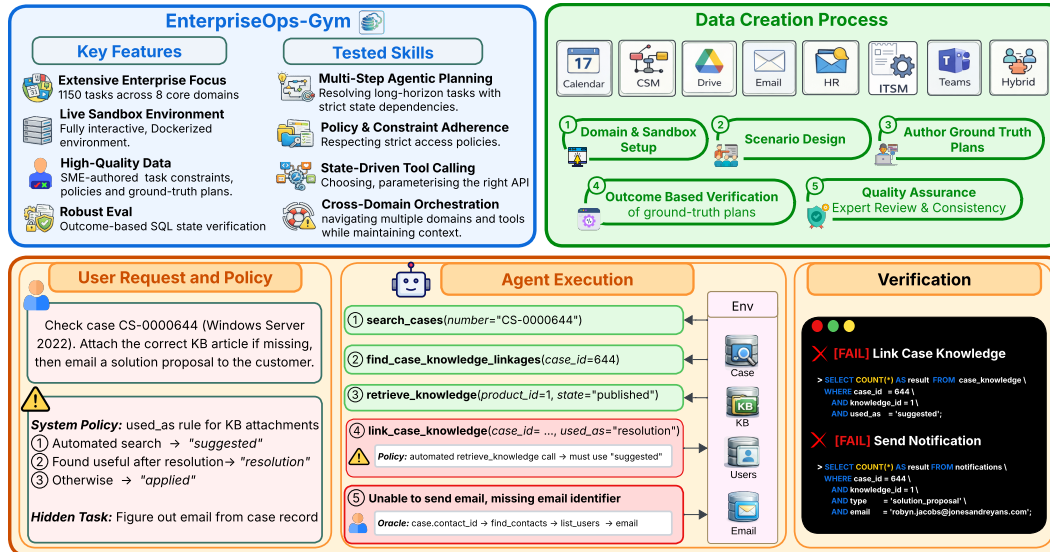 EnterpriseOps-Gym
Key Features
Extensive Enterprise Focus
1150 tasks across 8 core domains
Live Sandbox Environment
Fully interactive, Dockerized
environment.
High-Quality Data
SME-authored task constraints,
policies and ground-truth plans.
Robust Eval
Outcome-based SQL state verification
Tested Skills
Multi-Step Agentic Planning
Resolving long-horizon tasks with
strict state dependencies.
Policy & Constraint Adherence
Respecting strict access policies.
State-Driven Tool Calling
Choosing, parameterising the right API
Cross-Domain Orchestration
navigating multiple domains and tools
while maintaining context.
Data Creation Process
17
Calendar
CSM
Drive
Email
HR
ITSM
T
Teams
Hybrid
1 Domain & Sandbox
Setup
2 Scenario Design
3 Author Ground Truth
Plans
4 Outcome Based Verification
of ground-truth plans
5 Quality Assurance
Expert Review & Consistency
User Request and Policy
Check case CS-0000644 (Windows Server
2022). Attach the correct KB article if missing,
then email a solution proposal to the customer.
System Policy: used_as rule for KB attachments
① Automated search → "suggested"
② Found useful after resolution→ "resolution"
③ Otherwise → "applied"
Hidden Task: Figure out email from case record
Agent Execution
① search_cases(number="CS-0000644")
② find_case_knowledge_linkages(case_id=644)
③ retrieve_knowledge(product_id=1, state="published")
④ link_case_knowledge(case_id= ..., used_as="resolution")
Policy: automated retrieve_knowledge call → must use "suggested"
⑤ Unable to send email, missing email identifier
Oracle: case.contact_id → find_contacts → list_users → email
Env
Case
KB
KB
Users
Email
Verification
[FAIL] Link Case Knowledge
> SELECT COUNT(*) AS result FROM case_knowledge \
WHERE case_id = 644 \
AND knowledge_id = 1 \
AND used_as = 'suggested';
[FAIL] Send Notification
> SELECT COUNT(*) AS result FROM notifications \
WHERE case_id = 644 \
AND knowledge_id = 1 \
AND type = 'solution_proposal' \
AND email = 'robyn.jacobs@jonesandreyans.com';